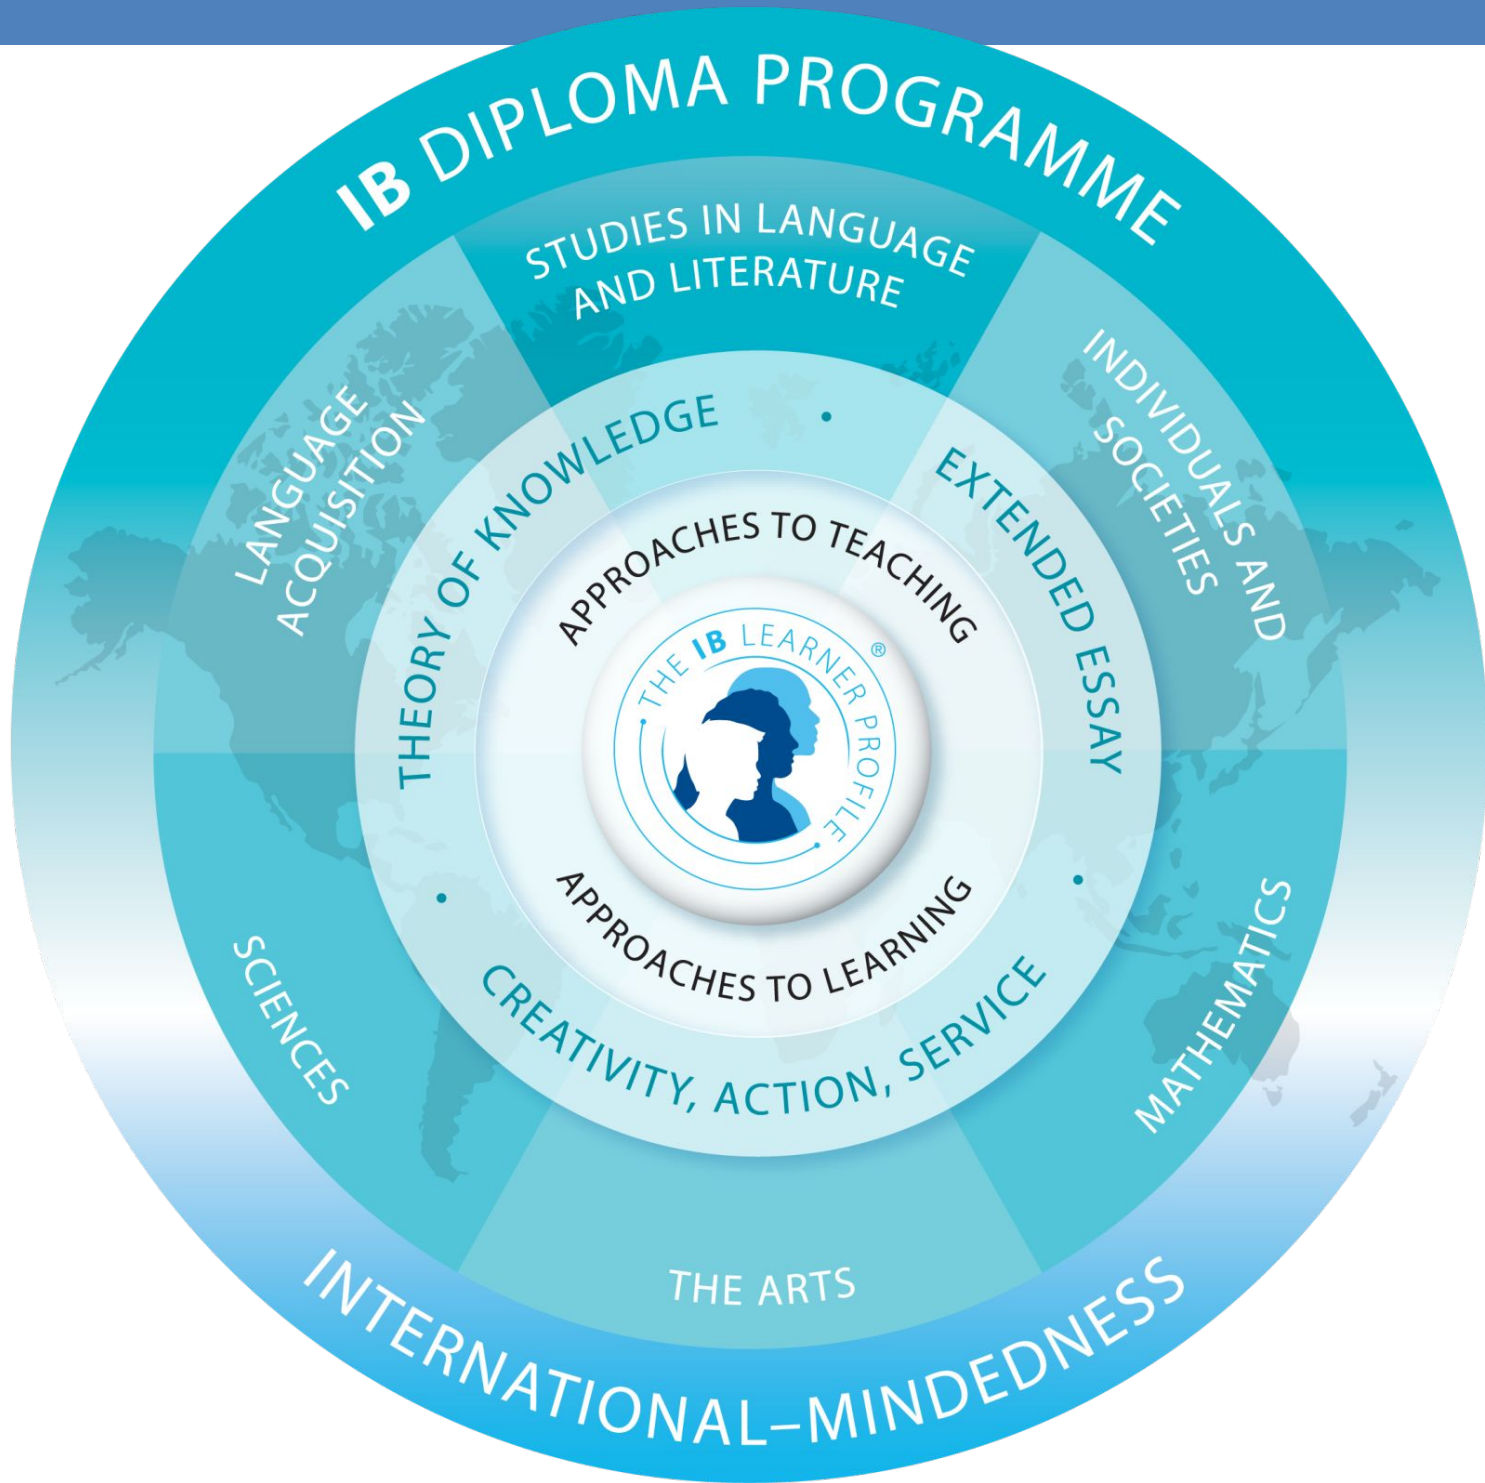 IB DIPLOMA PROGRAMME
STUDIES IN LANGUAGE
AND LITERATURE
LANGUAGE
ACQUISITION
INDIVIDUALS AND
SOCIETIES
THEORY OF KNOWLEDGE
•
EXTENDED ESSAY
APPROACHES TO TEACHING
THE IB LEARNER PROFILE
®
APPROACHES TO LEARNING
•
CREATIVITY, ACTION, SERVICE
•
SCIENCES
MATHEMATICS
THE ARTS
INTERNATIONAL–MINDEDNESS